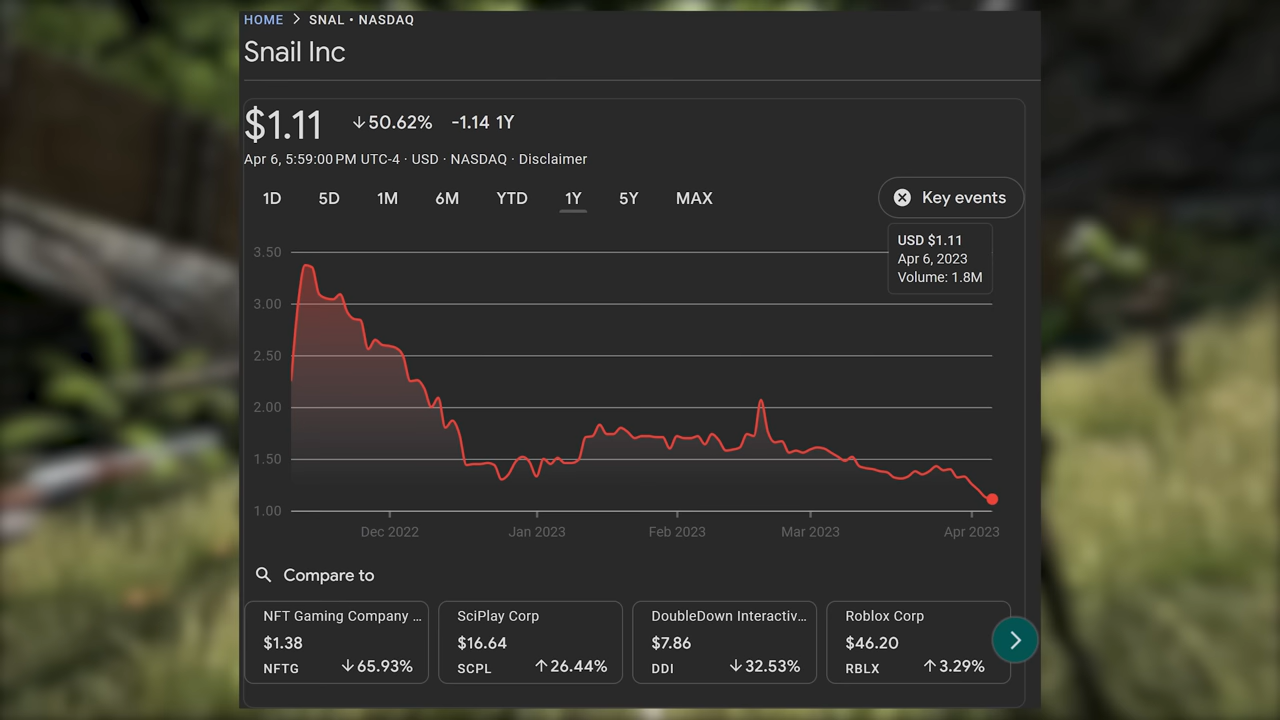 HOME > SNAL • NASDAQ
Snail Inc
$1.11 ↓50.62% -1.14 1Y
Apr 6, 5:59:00 PM UTC-4 · USD · NASDAQ · Disclaimer
1D 5D 1M 6M YTD 1Y 5Y MAX Key events
USD $1.11
Apr 6, 2023
Volume: 1.8M
3.50
3.00
2.50
2.00
1.50
1.00
Dec 2022 Jan 2023 Feb 2023 Mar 2023 Apr 2023
Compare to
NFT Gaming Company ...
$1.38
NFTG ↓65.93%
SciPlay Corp
$16.64
SCPL ↑26.44%
DoubleDown Interactiv...
$7.86
DDI ↓32.53%
Roblox Corp
$46.20
RBLX ↑3.29%